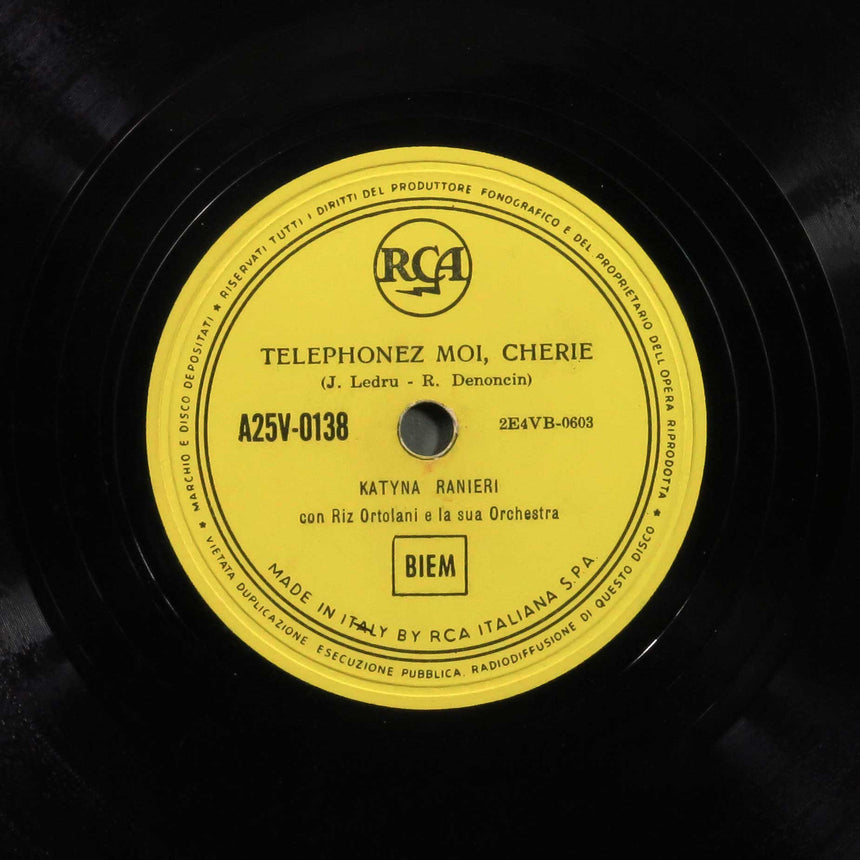 RCA
TELEPHONEZ MOI, CHERIE
(J. Ledru - R. Denoncin)
A25V-0138
2E4VB-0603
KATYNA RANIERI
con Riz Ortolani e la sua Orchestra
BIEM
MADE IN ITALY BY RCA ITALIANA S.P.A.
★ MARCHIO E DISCO DEPOSITATI ★ RISERVATI TUTTI I DIRITTI DEL PRODUTTORE FONOGRAFICO E DEL PROPRIETARIO DELL'OPERA RIPRODOTTA ★
VIETATA DUPLICAZIONE ESECUZIONE PUBBLICA, RADIODIFFUSIONE DI QUESTO DISCO